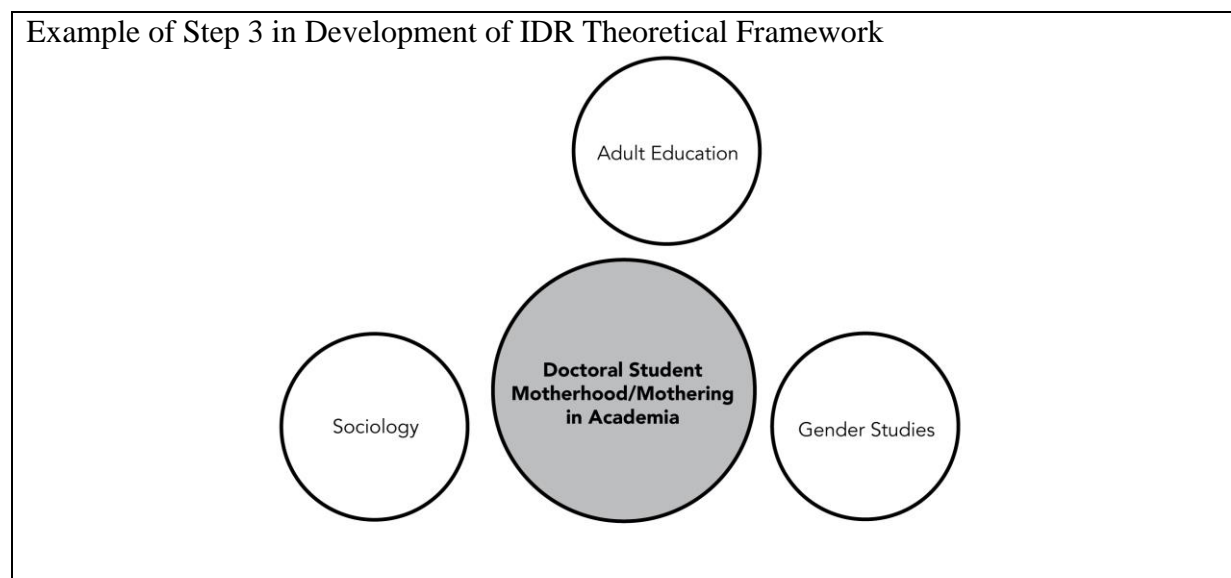 Example of Step 3 in Development of IDR Theoretical Framework
Adult Education
Doctoral Student
Motherhood/Mothering
in Academia
Sociology
Gender Studies